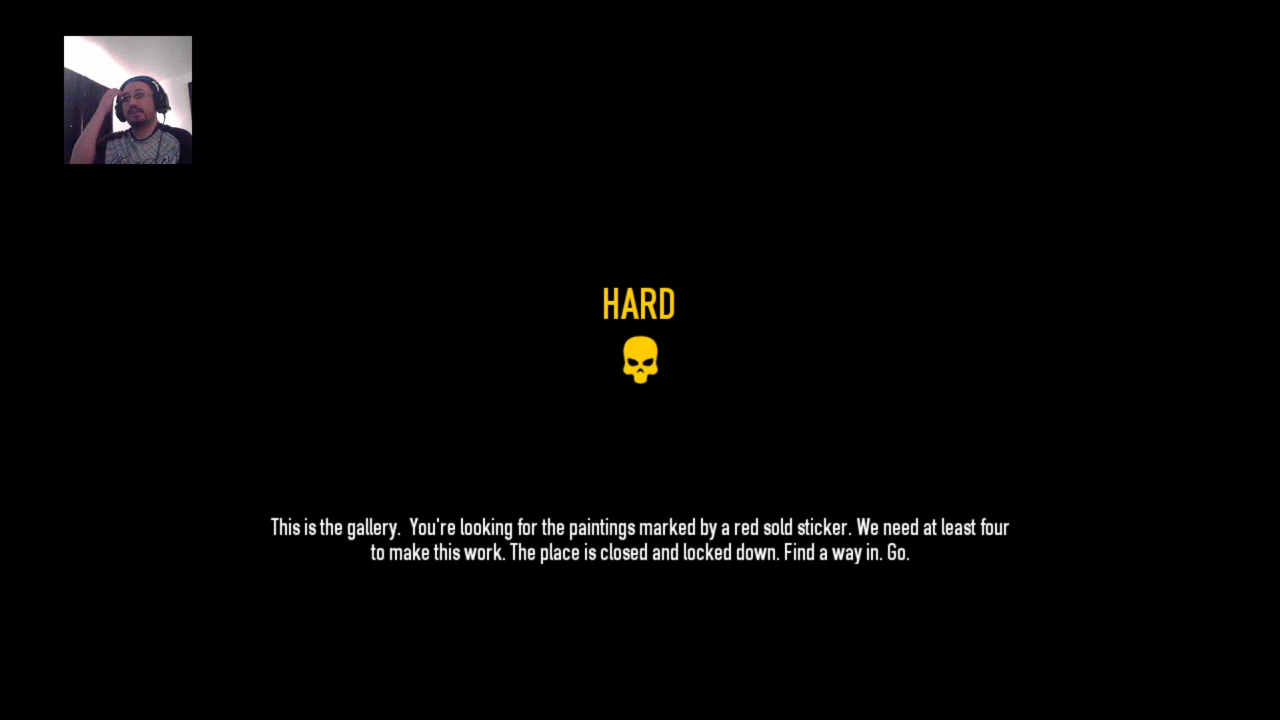 HARD
This is the gallery.  You're looking for the paintings marked by a red sold sticker. We need at least four
to make this work. The place is closed and locked down. Find a way in. Go.